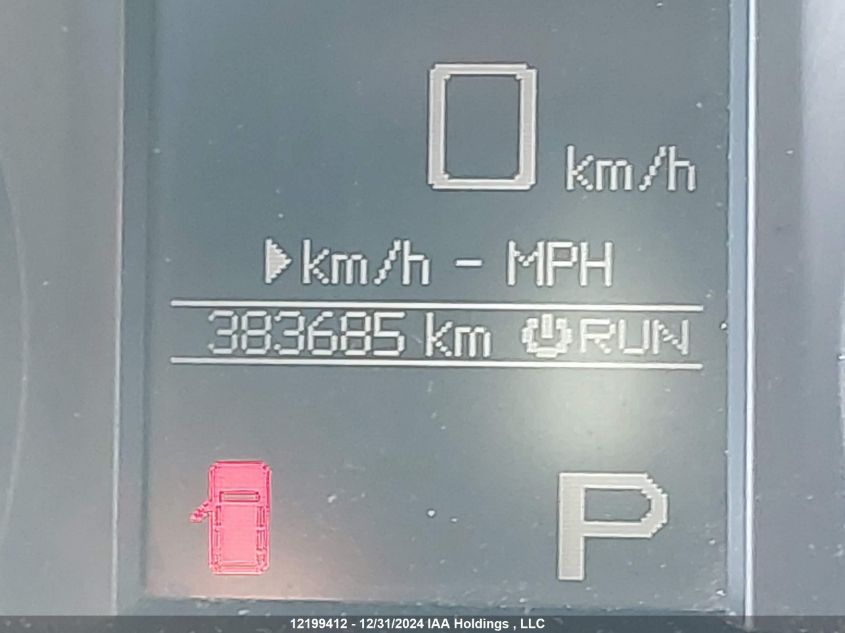 0 km/h
km/h - MPH
383685 km RUN
P
12199412 - 12/31/2024 IAA Holdings , LLC